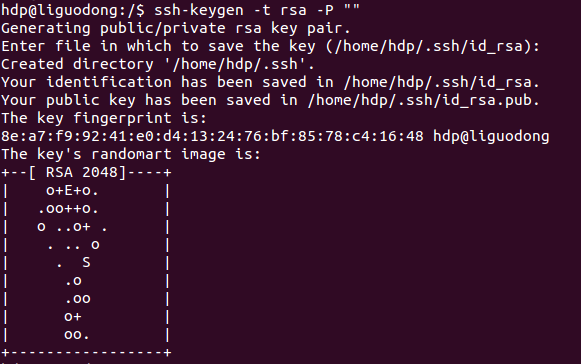 hdp@liguodong:/$ ssh-keygen -t rsa -P ""
Generating public/private rsa key pair.
Enter file in which to save the key (/home/hdp/.ssh/id_rsa):
Created directory '/home/hdp/.ssh'.
Your identification has been saved in /home/hdp/.ssh/id_rsa.
Your public key has been saved in /home/hdp/.ssh/id_rsa.pub.
The key fingerprint is:
8e:a7:f9:92:41:e0:d4:13:24:76:bf:85:78:c4:16:48 hdp@liguodong
The key's randomart image is:
+--[ RSA 2048]----+
|    o+E+o.       |
|   .oo++o.       |
|   o ..o+ .      |
|    . .. o       |
|     .  S        |
|      .o         |
|      .oo        |
|      o+         |
|      oo.        |
+-----------------+